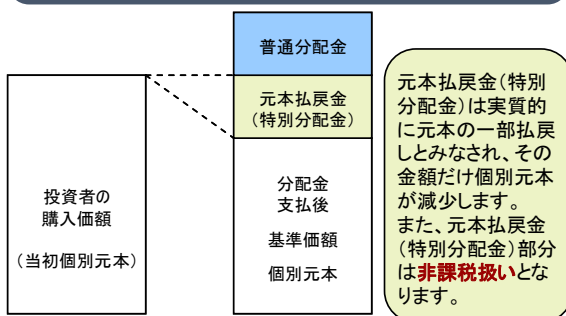 普通分配金
元本払戻金
(特別分配金)
投資者の
購入価額
(当初個別元本)
分配金
支払後
基準価額
個別元本
元本払戻金(特別
分配金)は実質的
に元本の一部払戻
しとみなされ、その
金額だけ個別元本
が減少します。
また、元本払戻金
(特別分配金)部分
は非課税扱いとな
ります。